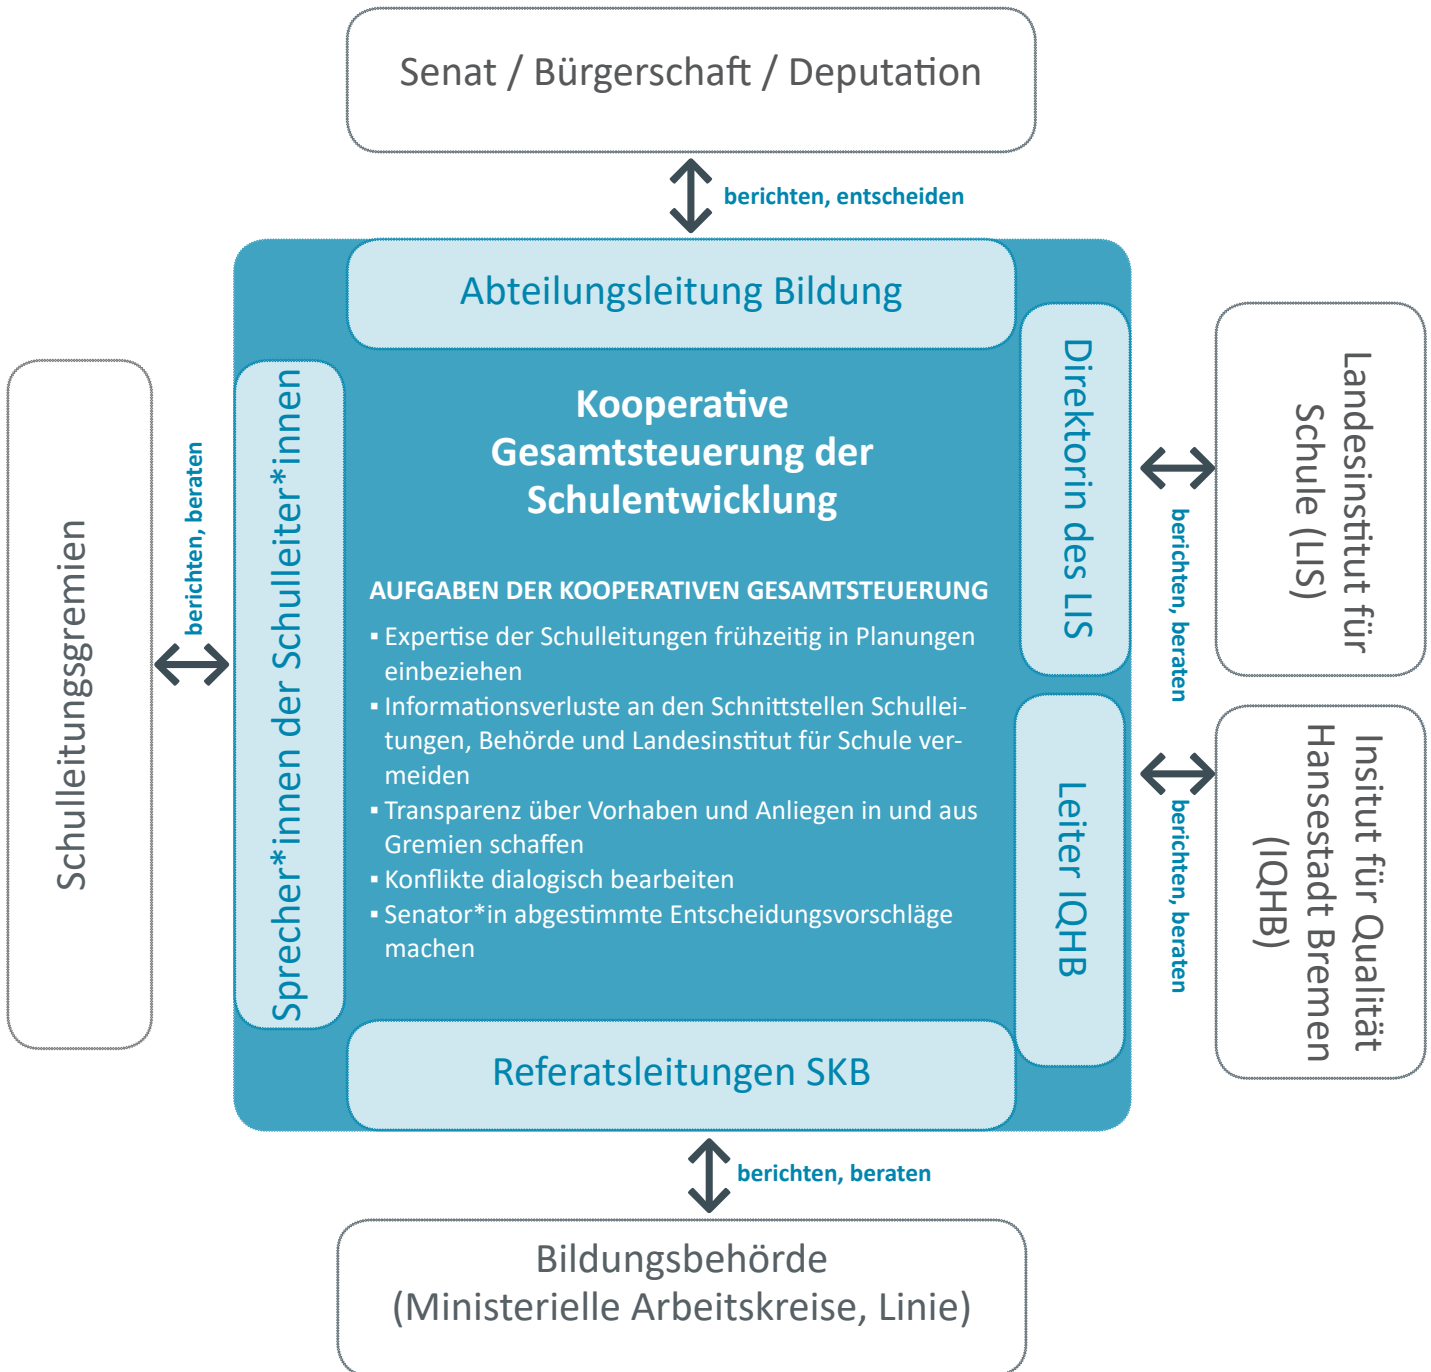 Senat / Bürgerschaft / Deputation
berichten, entscheiden
Abteilungsleitung Bildung
Schulleitungsgremien
berichten, beraten
Sprecher*innen der Schulleiter*innen
Kooperative
Gesamtsteuerung der
Schulentwicklung
AUFGABEN DER KOOPERATIVEN GESAMTSTEUERUNG
▪ Expertise der Schulleitungen frühzeitig in Planungen
einbeziehen
▪ Informationsverluste an den Schnittstellen Schullei-
tungen, Behörde und Landesinstitut für Schule ver-
meiden
▪ Transparenz über Vorhaben und Anliegen in und aus
Gremien schaffen
▪ Konflikte dialogisch bearbeiten
▪ Senator*in abgestimmte Entscheidungsvorschläge
machen
Direktorin des LIS
berichten, beraten
Landesinstitut für
Schule (LIS)
Leiter IQHB
berichten, beraten
Insitut für Qualität
Hansestadt Bremen
(IQHB)
Referatsleitungen SKB
berichten, beraten
Bildungsbehörde
(Ministerielle Arbeitskreise, Linie)